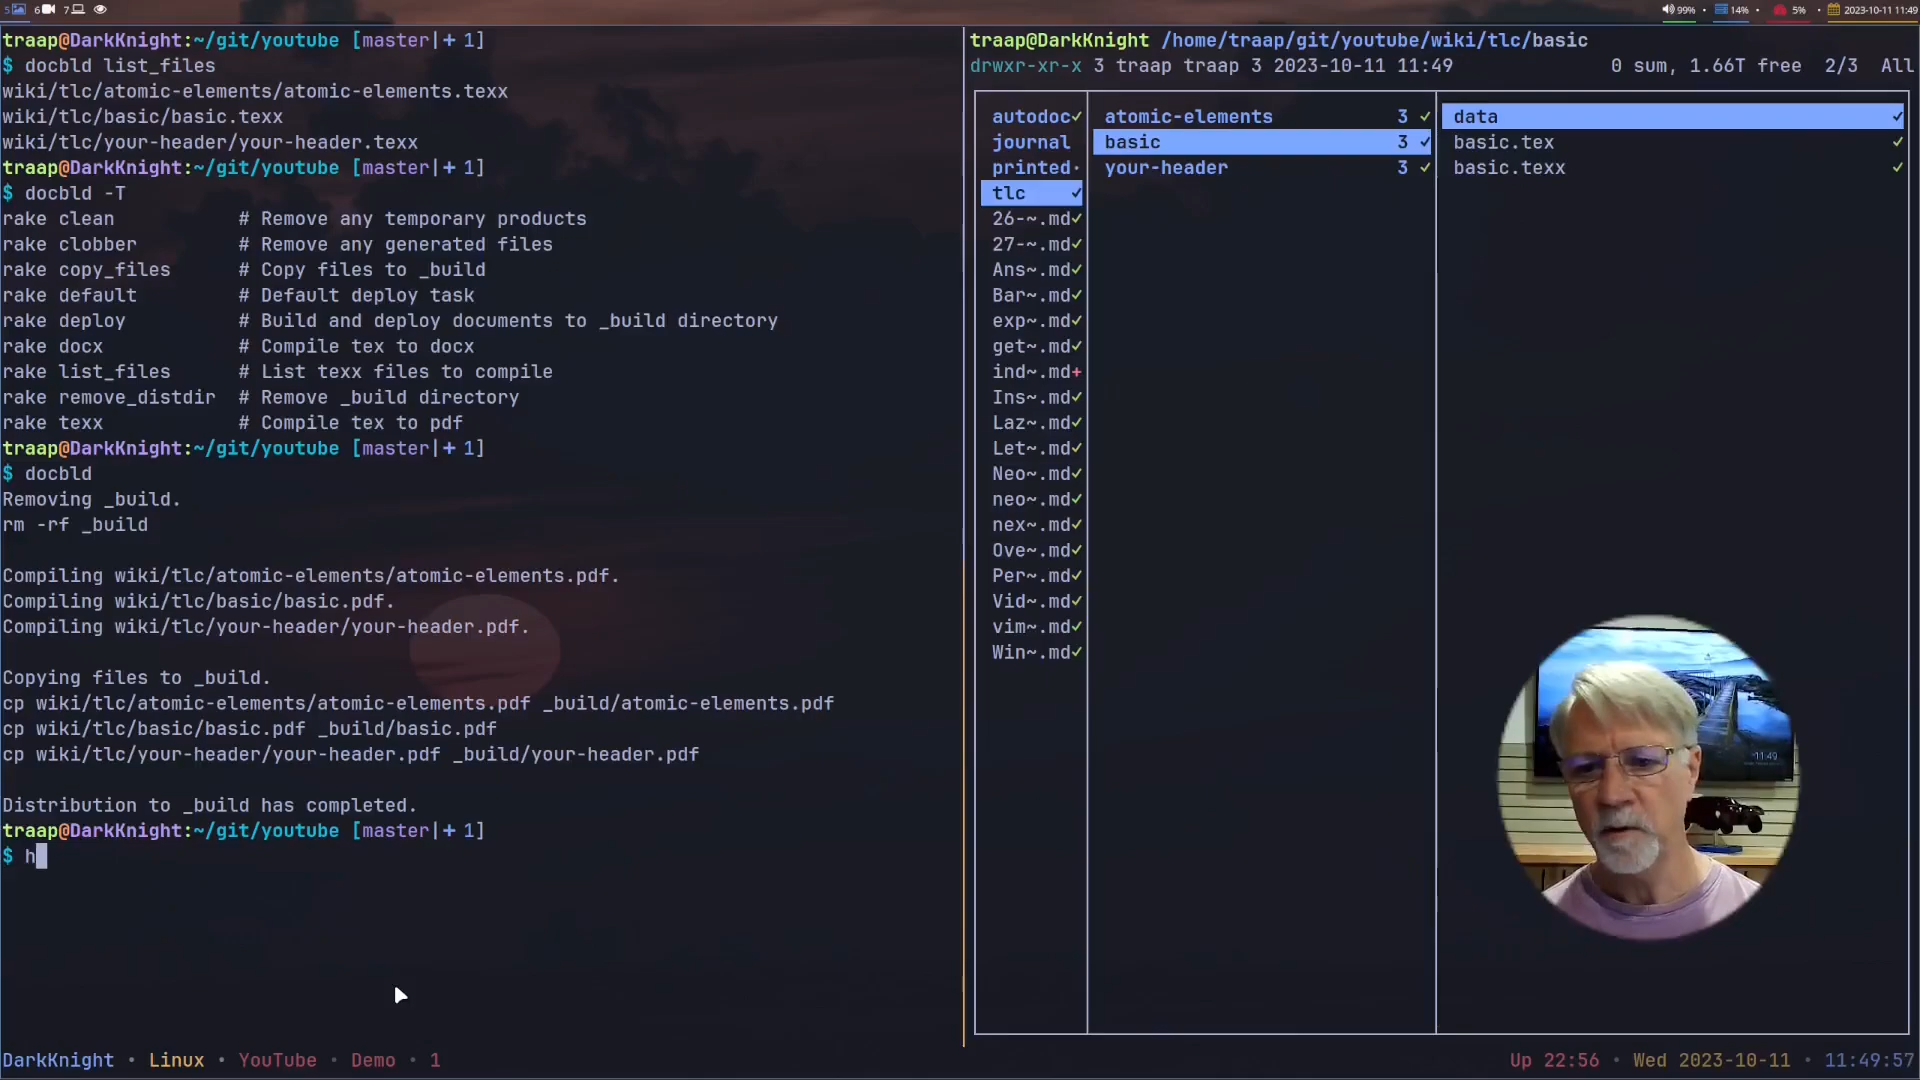 5 6 7
99% • 14% • 5% • 2023-10-11 11:49
traap@DarkKnight:~/git/youtube [master|+ 1]
$ docbld list_files
wiki/tlc/atomic-elements/atomic-elements.texx
wiki/tlc/basic/basic.texx
wiki/tlc/your-header/your-header.texx
traap@DarkKnight:~/git/youtube [master|+ 1]
$ docbld -T
rake clean # Remove any temporary products
rake clobber # Remove any generated files
rake copy_files # Copy files to _build
rake default # Default deploy task
rake deploy # Build and deploy documents to _build directory
rake docx # Compile tex to docx
rake list_files # List texx files to compile
rake remove_distdir # Remove _build directory
rake texx # Compile tex to pdf
traap@DarkKnight:~/git/youtube [master|+ 1]
$ docbld
Removing _build.
rm -rf _build
Compiling wiki/tlc/atomic-elements/atomic-elements.pdf.
Compiling wiki/tlc/basic/basic.pdf.
Compiling wiki/tlc/your-header/your-header.pdf.
Copying files to _build.
cp wiki/tlc/atomic-elements/atomic-elements.pdf _build/atomic-elements.pdf
cp wiki/tlc/basic/basic.pdf _build/basic.pdf
cp wiki/tlc/your-header/your-header.pdf _build/your-header.pdf
Distribution to _build has completed.
traap@DarkKnight:~/git/youtube [master|+ 1]
$ h
traap@DarkKnight /home/traap/git/youtube/wiki/tlc/basic
drwxr-xr-x 3 traap traap 3 2023-10-11 11:49 0 sum, 1.66T free 2/3 All
autodoc✓
journal
printed·
tlc ✓
26-~.md✓
27-~.md✓
Ans~.md✓
Bar~.md✓
exp~.md✓
get~.md✓
ind~.md+
Ins~.md✓
Laz~.md✓
Let~.md✓
Neo~.md✓
neo~.md✓
nex~.md✓
Ove~.md✓
Per~.md✓
Vid~.md✓
vim~.md✓
Win~.md✓
atomic-elements 3 ✓
basic 3 ✓
your-header 3 ✓
data ✓
basic.tex ✓
basic.texx ✓
11:49
DarkKnight • Linux • YouTube • Demo • 1
Up 22:56 • Wed 2023-10-11 • 11:49:57